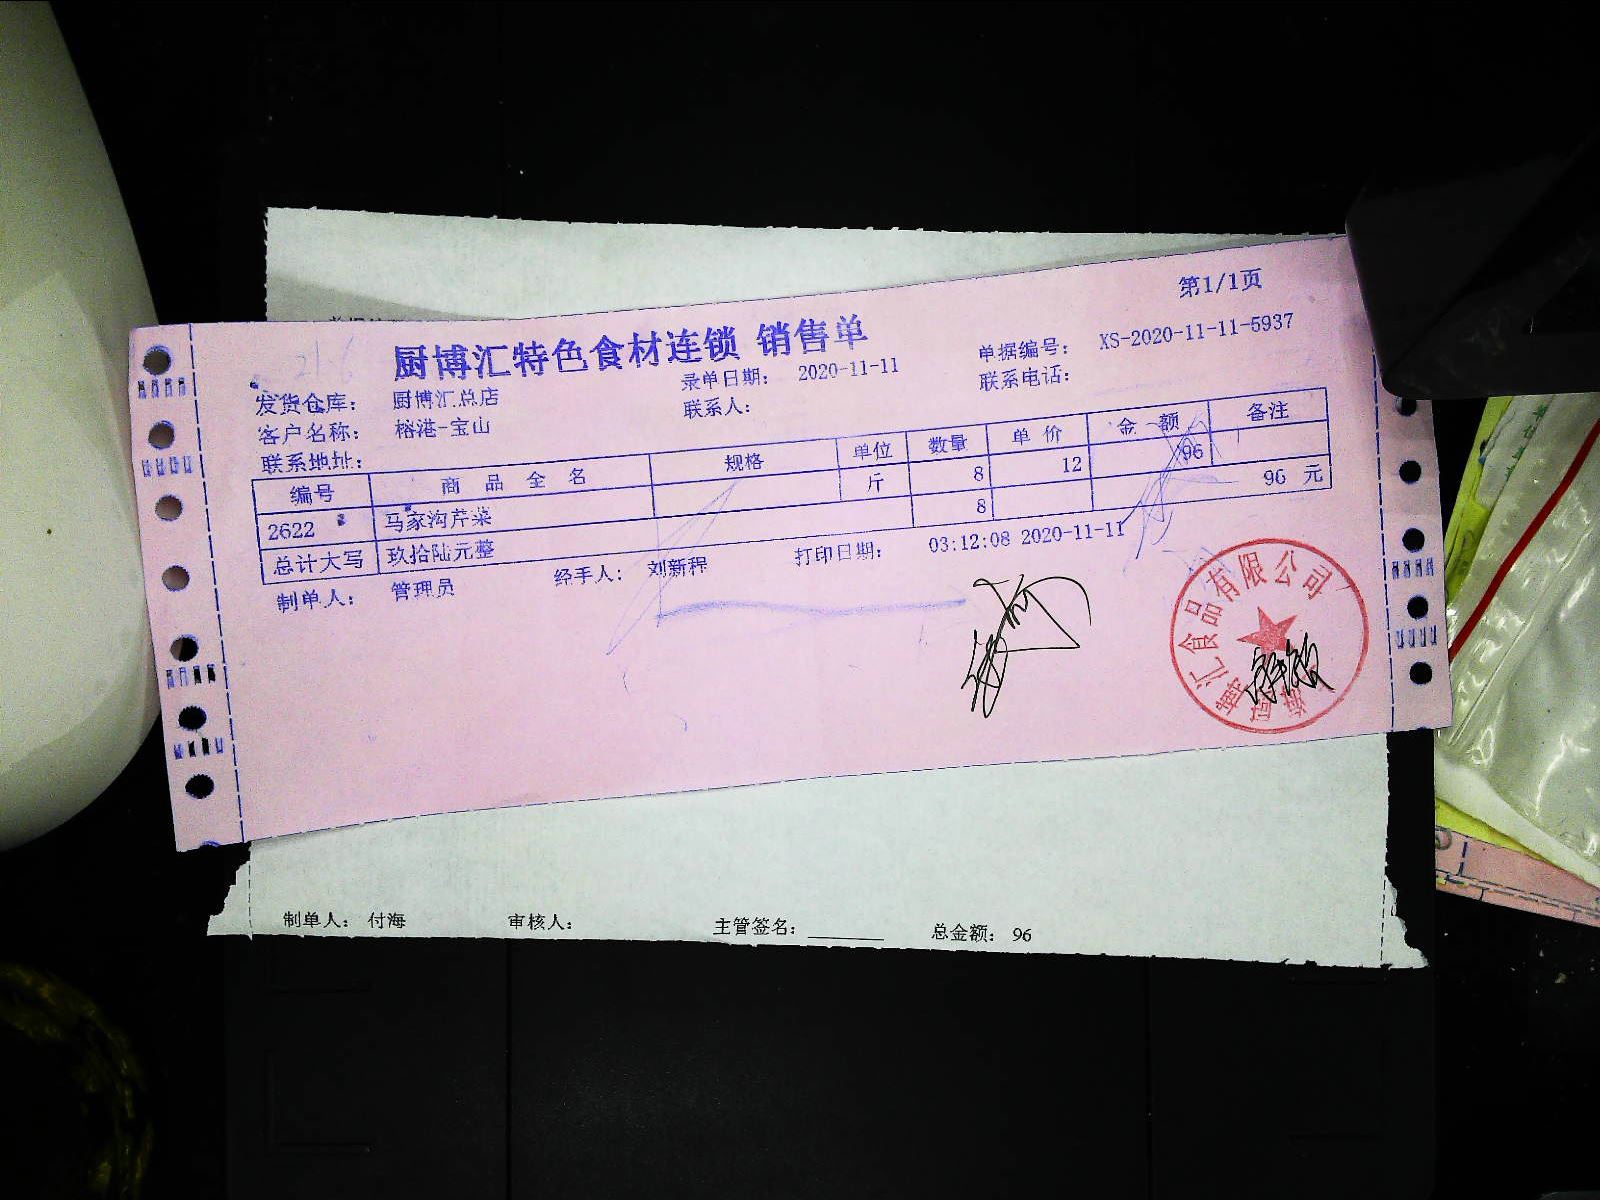 第1/1页
厨博汇特色食材连锁 销售单
发货仓库： 厨博汇总店 录单日期： 2020-11-11 单据编号： XS-2020-11-11-5937
客户名称： 榕港-宝山 联系人： 联系电话：
联系地址：
编号 商品全名 规格 单位 数量 单价 金额 备注
2622 马家沟芹菜 斤 8 12 96
总计大写 玖拾陆元整 8 96 元
制单人： 管理员 经手人： 刘新程 打印日期： 03:12:08 2020-11-11
汇食品有限公司
制单人： 付海 审核人： 主管签名： 总金额： 96